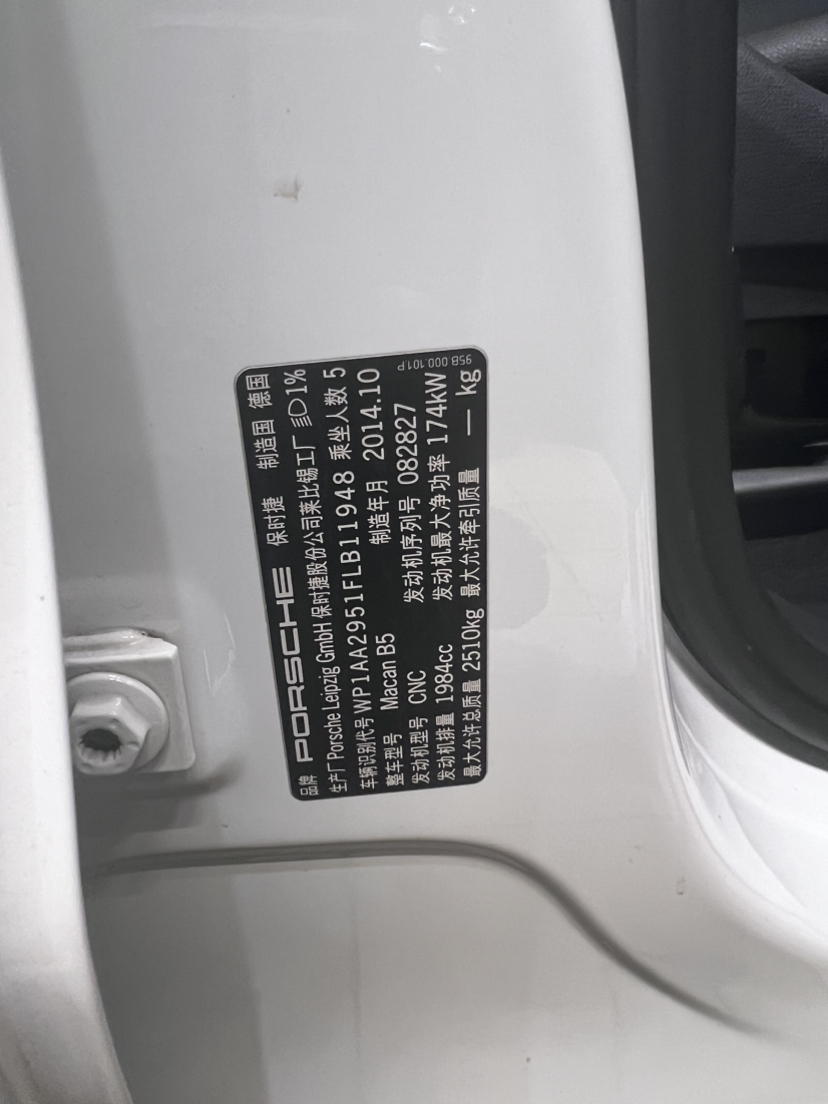 品牌 PORSCHE 保时捷 制造国 德国
生产厂 Porsche Leipzig GmbH 保时捷股份公司莱比锡工厂 1%
车辆识别代号 WP1AA2951FLB11948 乘坐人数 5
整车型号 Macan B5 制造年月 2014.10
发动机型号 CNC 发动机序列号 082827
发动机排量 1984cc 发动机最大净功率 174kW
最大允许总质量 2510kg 最大允许牵引质量 — kg
95B.000.101.P